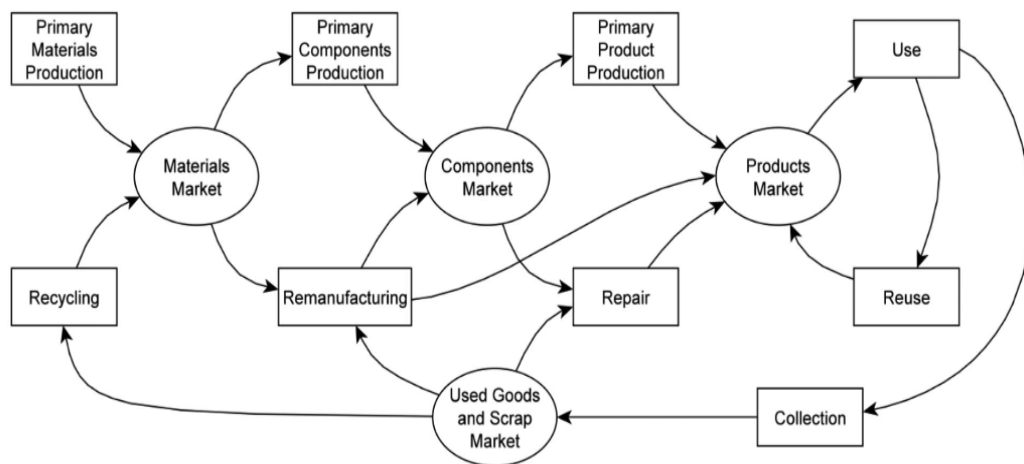 Primary
Materials
Production
Primary
Components
Production
Primary
Product
Production
Use
Materials
Market
Components
Market
Products
Market
Recycling
Remanufacturing
Repair
Reuse
Used Goods
and Scrap
Market
Collection